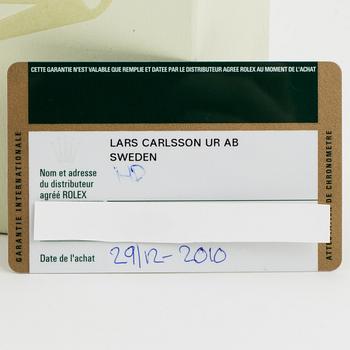 CETTE GARANTIE N'EST VALABLE QUE REMPLIE ET DATEE PAR LE DISTRIBUTEUR AGREE ROLEX AU MOMENT DE L'ACHAT
GARANTIE INTERNATIONALE
LARS CARLSSON UR AB
SWEDEN
Nom et adresse
du distributeur
agréé ROLEX
Date de l'achat
29/12-2010
DE CHRONOMETRE